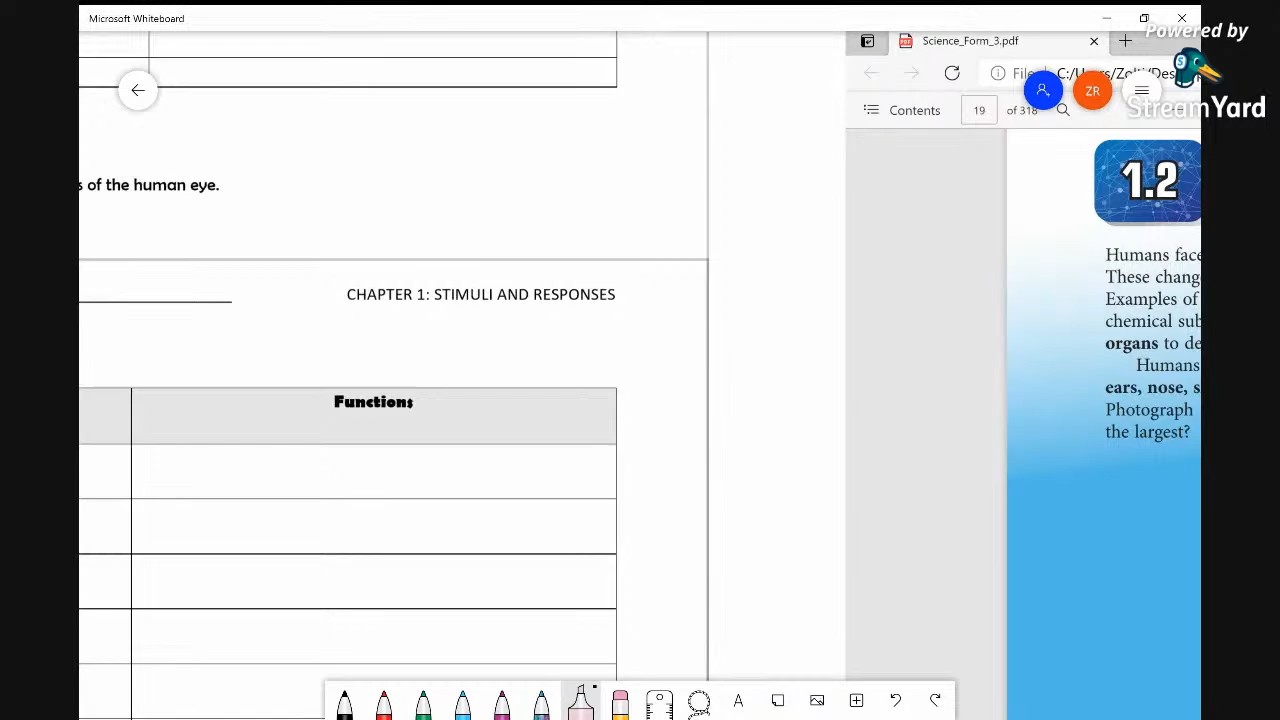 Microsoft Whiteboard
Powered by
StreamYard
Science_Form_3.pdf
ZR
Contents
19
of 318
1.2
of the human eye.
CHAPTER 1: STIMULI AND RESPONSES
Functions
Humans face
These chang
Examples of
chemical sub
organs to de
Humans
ears, nose, s
Photograph
the largest?
A